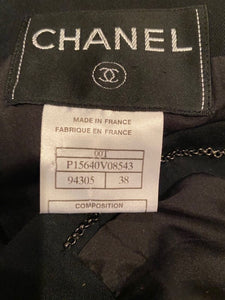 CHANEL
MADE IN FRANCE
FABRIQUE EN FRANCE
001
P15640V08543
94305 38
COMPOSITION